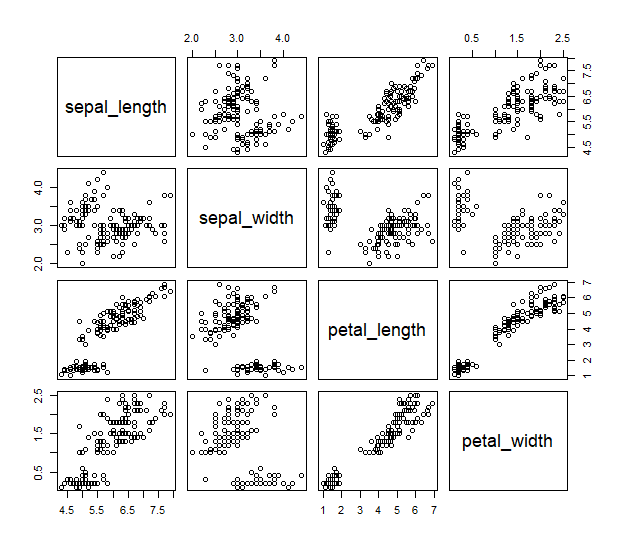 2.0 3.0 4.0 0.5 1.5 2.5
sepal_length
4.5 5.5 6.5 7.5
2.0 3.0 4.0
sepal_width
petal_length
1 2 3 4 5 6 7
0.5 1.5 2.5
petal_width
4.5 5.5 6.5 7.5 1 2 3 4 5 6 7